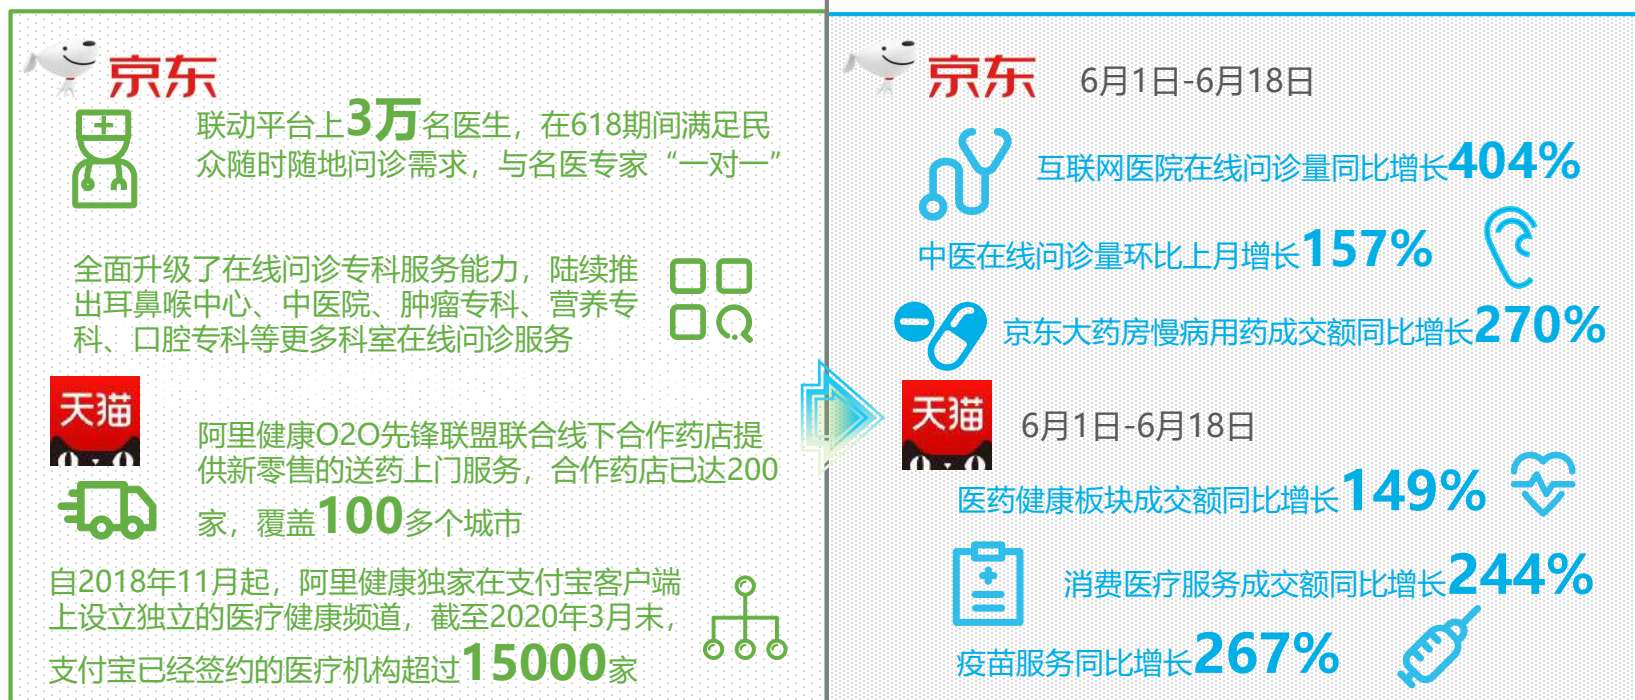 京东
联动平台上3万名医生，在618期间满足民
众随时随地问诊需求，与名医专家“一对一”
全面升级了在线问诊专科服务能力，陆续推
出耳鼻喉中心、中医院、肿瘤专科、营养专
科、口腔专科等更多科室在线问诊服务
天猫
阿里健康O2O先锋联盟联合线下合作药店提
供新零售的送药上门服务，合作药店已达200
家，覆盖100多个城市
自2018年11月起，阿里健康独家在支付宝客户端
上设立独立的医疗健康频道，截至2020年3月末，
支付宝已经签约的医疗机构超过15000家
京东
6月1日-6月18日
互联网医院在线问诊量同比增长404%
中医在线问诊量环比上月增长157%
京东大药房慢病用药成交额同比增长270%
天猫
6月1日-6月18日
医药健康板块成交额同比增长149%
消费医疗服务成交额同比增长244%
疫苗服务同比增长267%